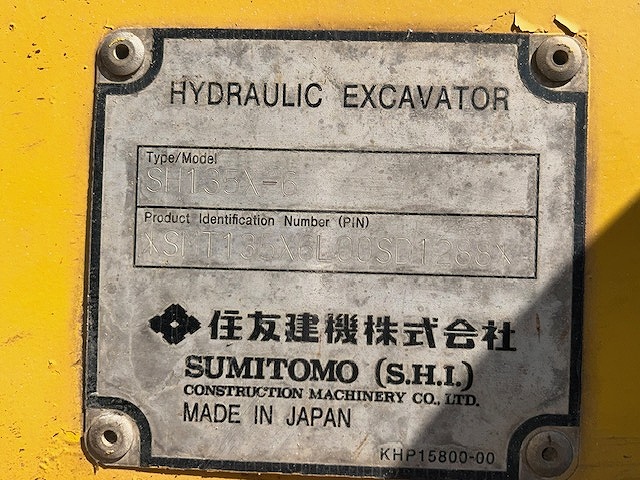 HYDRAULIC EXCAVATOR
Type/Model
SH135X-6
Product Identification Number (PIN)
住友建機株式会社
SUMITOMO (S.H.I.)
CONSTRUCTION MACHINERY CO., LTD.
MADE IN JAPAN
KHP15800-00